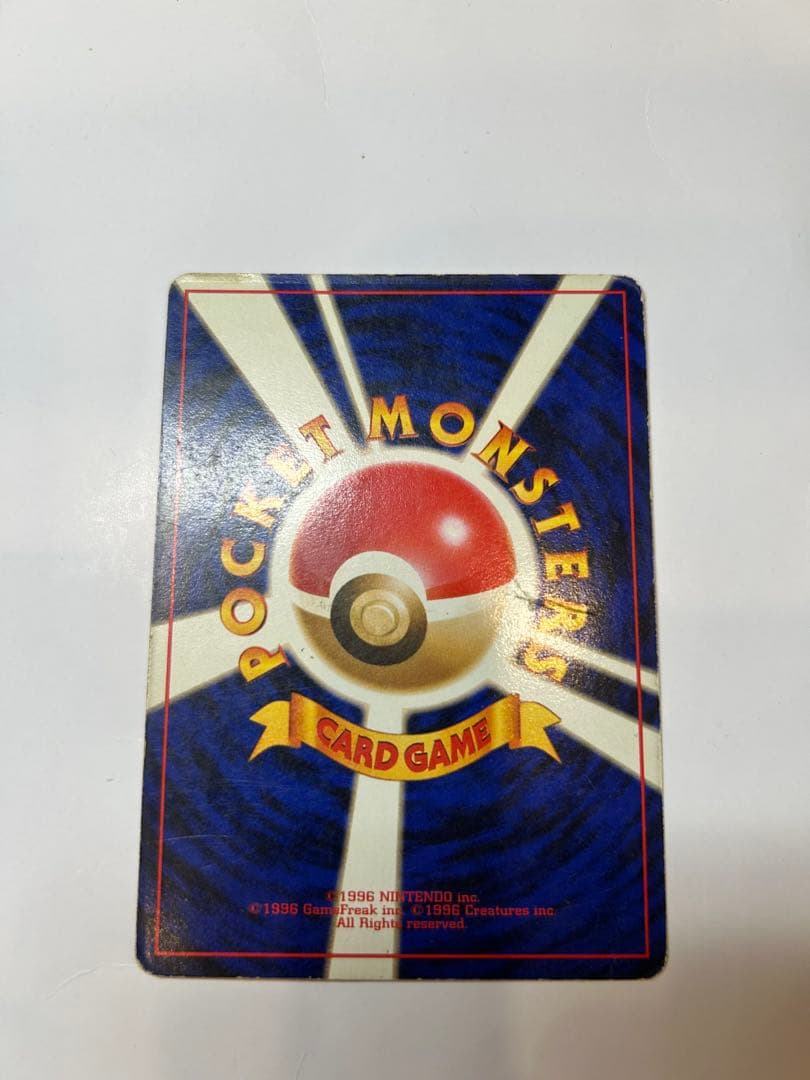 POCKET MONSTERS
CARD GAME
©1996 NINTENDO inc.
©1996 GameFreak inc. ©1996 Creatures inc.
All Rights reserved.